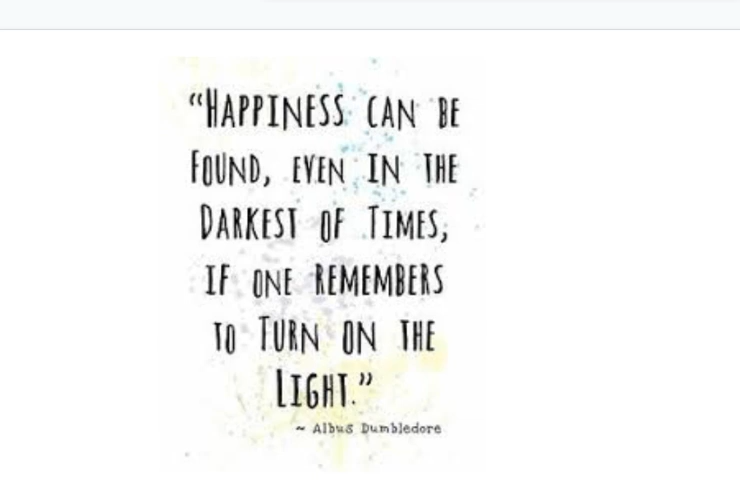 “HAPPINESS CAN BE
FOUND, EVEN IN THE
DARKEST OF TIMES,
IF ONE REMEMBERS
TO TURN ON THE
LIGHT.”
~ Albus Dumbledore